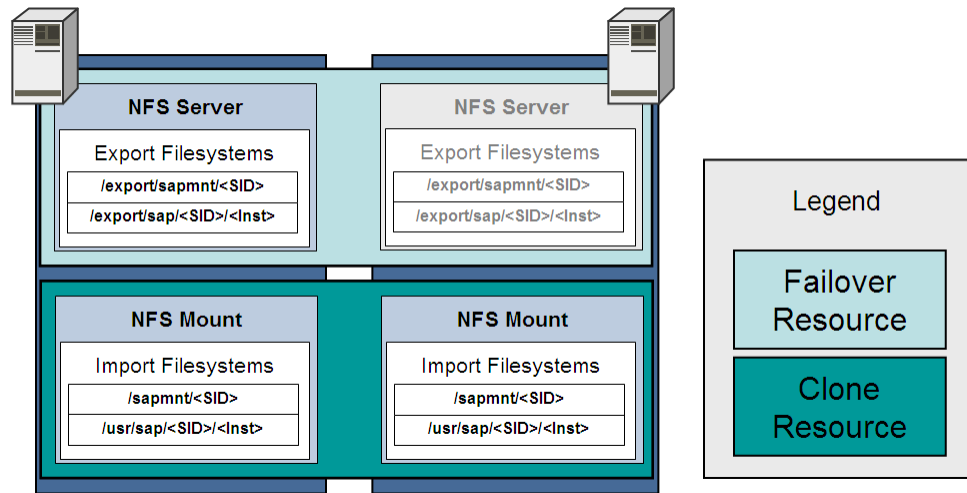 NFS Server
Export Filesystems
/export/sapmnt/<SID>
/export/sap/<SID>/<Inst>
NFS Server
Export Filesystems
/export/sapmnt/<SID>
/export/sap/<SID>/<Inst>
NFS Mount
Import Filesystems
/sapmnt/<SID>
/usr/sap/<SID>/<Inst>
NFS Mount
Import Filesystems
/sapmnt/<SID>
/usr/sap/<SID>/<Inst>
Legend
Failover
Resource
Clone
Resource